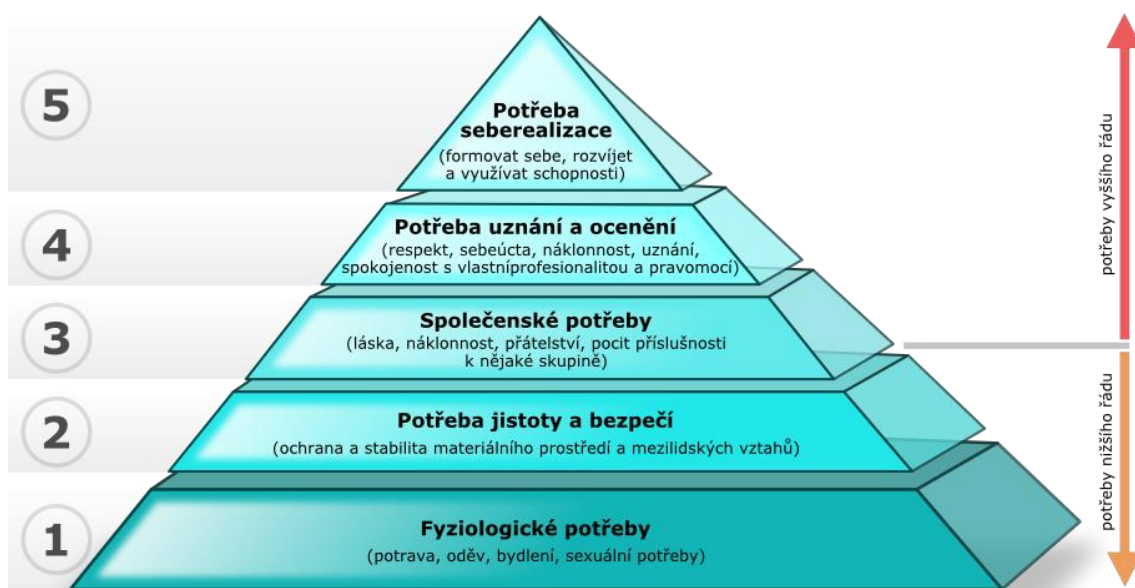 5
Potřeba
seberealizace
(formovat sebe, rozvíjet
a využívat schopnosti)
4
Potřeba uznání a ocenění
(respekt, sebeúcta, náklonnost, uznání,
spokojenost s vlastníprofesionalitou a pravomocí)
3
Společenské potřeby
(láska, náklonnost, přátelství, pocit příslušnosti
k nějaké skupině)
2
Potřeba jistoty a bezpečí
(ochrana a stabilita materiálního prostředí a mezilidských vztahů)
1
Fyziologické potřeby
(potrava, oděv, bydlení, sexuální potřeby)
potřeby vyššího řádu
potřeby nižšího řádu